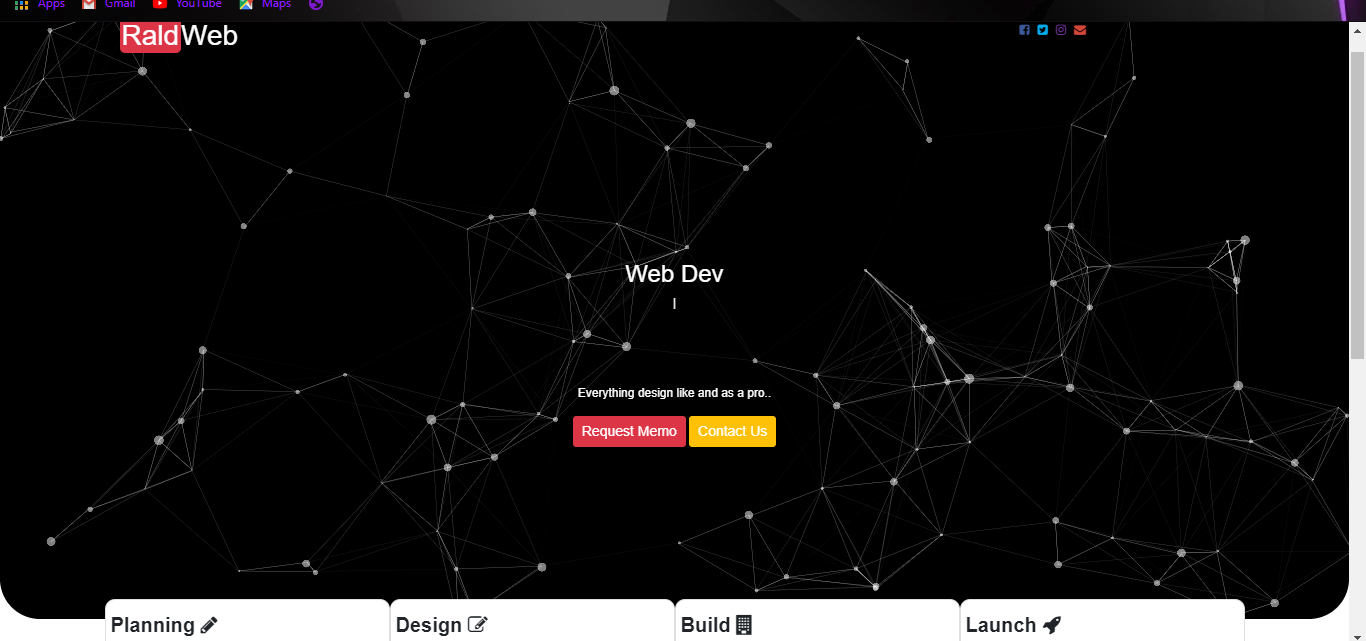 Apps Gmail YouTube Maps
RaldWeb
Web Dev
Everything design like and as a pro..
Request Memo Contact Us
Planning Design Build Launch